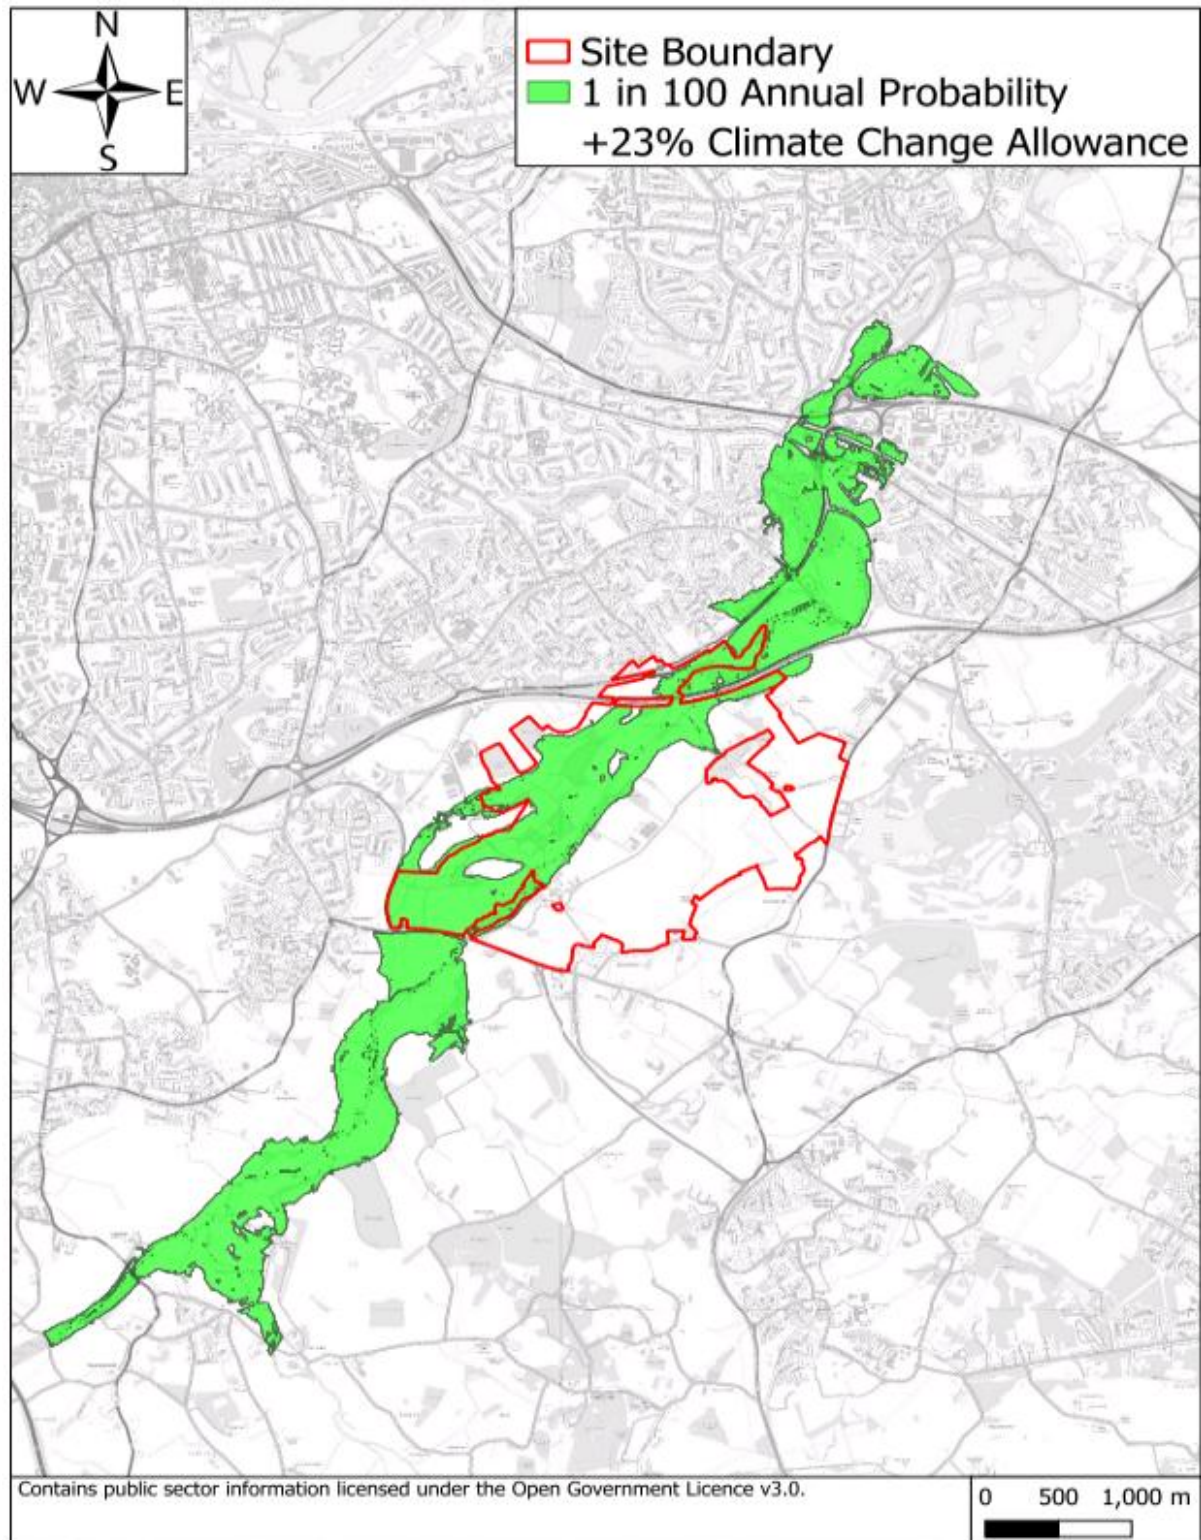 N
W E
S
Site Boundary
1 in 100 Annual Probability
+23% Climate Change Allowance
Contains public sector information licensed under the Open Government Licence v3.0.
0 500 1,000 m